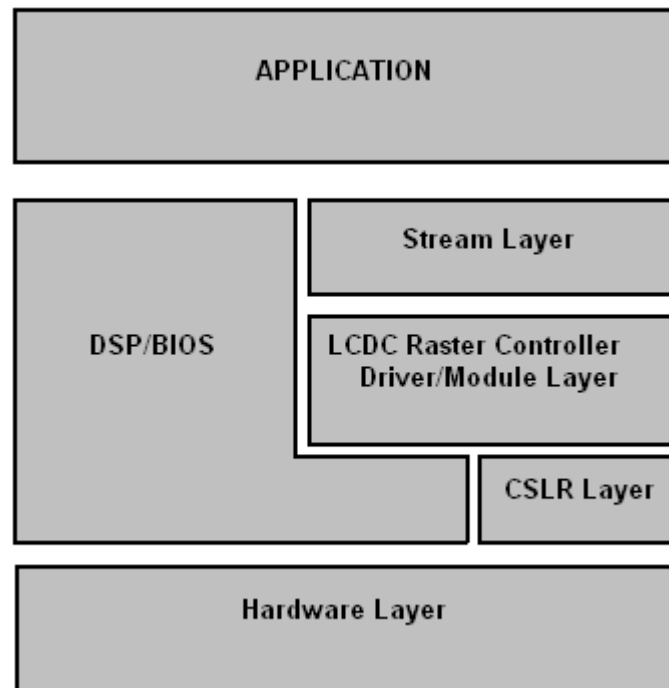 APPLICATION
Stream Layer
DSP/BIOS
LCDC Raster Controller
Driver/Module Layer
CSLR Layer
Hardware Layer